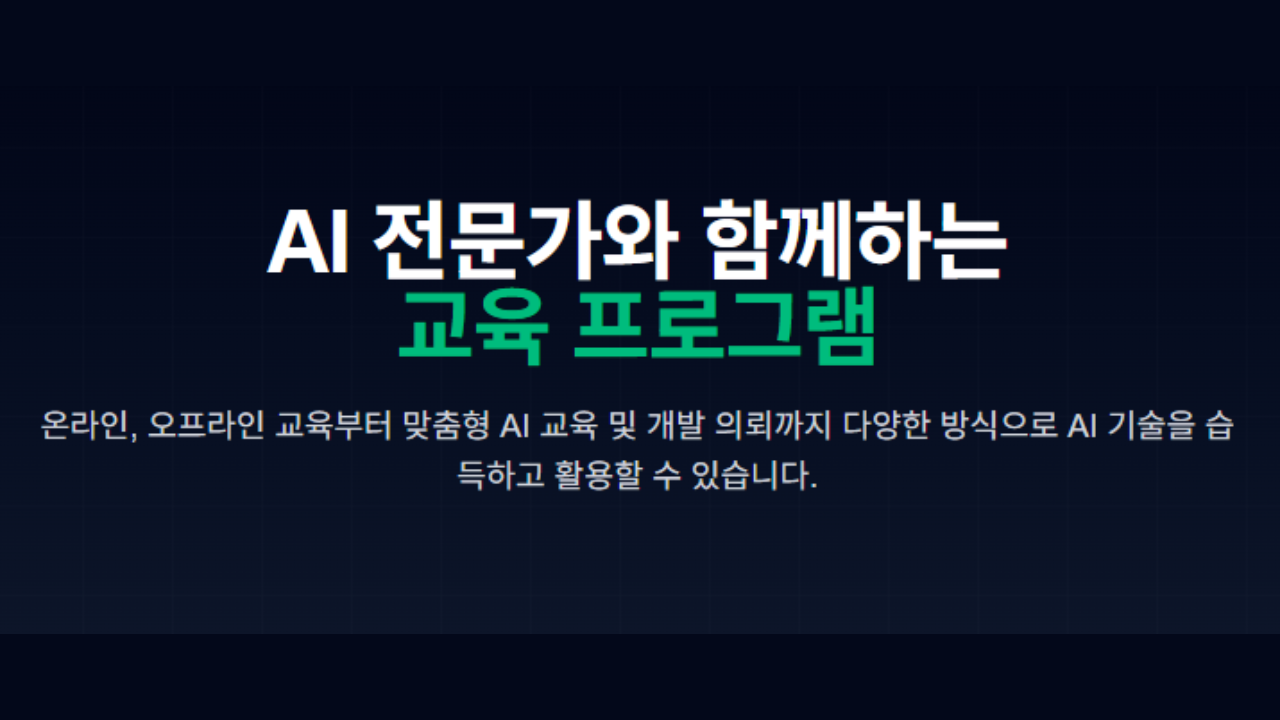 AI 전문가와 함께하는
교육 프로그램
온라인, 오프라인 교육부터 맞춤형 AI 교육 및 개발 의뢰까지 다양한 방식으로 AI 기술을 습
득하고 활용할 수 있습니다.